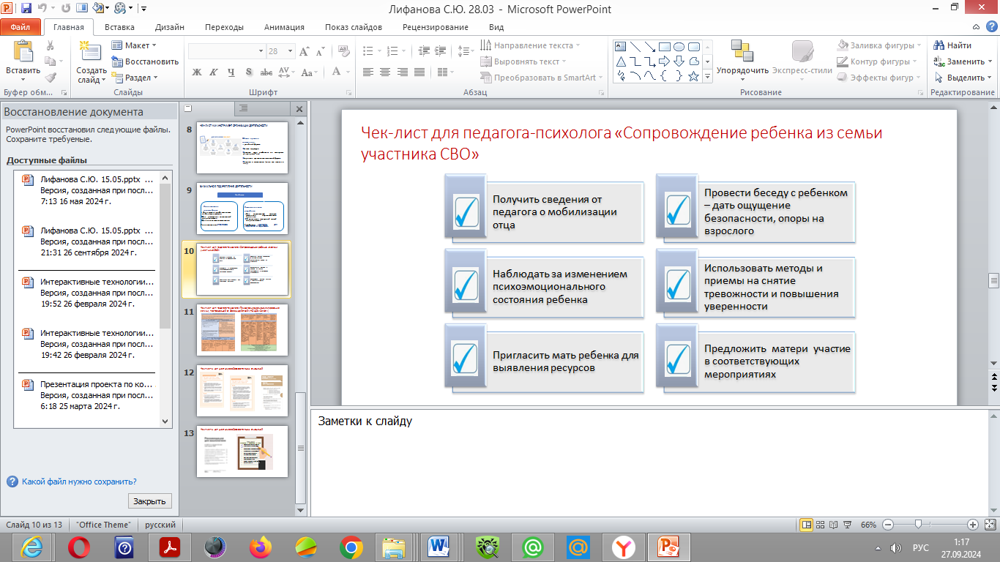 Лифанова С.Ю. 28.03 - Microsoft PowerPoint
Файл
Главная
Вставка
Дизайн
Переходы
Анимация
Показ слайдов
Рецензирование
Вид
Вставить
Буфер обм...
Создать
слайд
Макет
Восстановить
Раздел
Слайды
28
Ж К Ч S abc AV Aa A
Шрифт
Направление текста
Выровнять текст
Преобразовать в SmartArt
Абзац
Упорядочить
Экспресс-стили
Заливка фигуры
Контур фигуры
Эффекты фигур
Рисование
Найти
Заменить
Выделить
Редактирование
Восстановление документа
PowerPoint восстановил следующие файлы.
Сохраните требуемые.
Доступные файлы
Лифанова С.Ю. 15.05.pptx ...
Версия, созданная при посл...
7:13 16 мая 2024 г.
Лифанова С.Ю. 15.05.pptx ...
Версия, созданная при посл...
21:31 26 сентября 2024 г.
Интерактивные технологии...
Версия, созданная при посл...
19:52 26 февраля 2024 г.
Интерактивные технологии...
Версия, созданная при посл...
19:42 26 февраля 2024 г.
Презентация проекта по ко...
Версия, созданная при посл...
6:18 25 марта 2024 г.
Какой файл нужно сохранить?
Закрыть
8
9
10
11
12
13
Чек-лист для педагога-психолога «Сопровождение ребенка из семьи
участника СВО»
Получить сведения от
педагога о мобилизации
отца
Провести беседу с ребенком
– дать ощущение
безопасности, опоры на
взрослого
Наблюдать за изменением
психоэмоционального
состояния ребенка
Использовать методы и
приемы на снятие
тревожности и повышения
уверенности
Пригласить мать ребенка для
выявления ресурсов
Предложить матери участие
в соответствующих
мероприятиях
Заметки к слайду
Слайд 10 из 13
"Office Theme"
русский
66%
РУС
1:17
27.09.2024